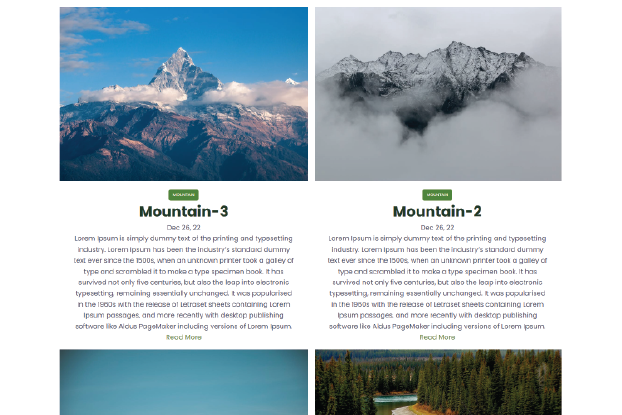 MOUNTAIN
Mountain-3
Dec 26, 22
Lorem Ipsum is simply dummy text of the printing and typesetting
industry. Lorem Ipsum has been the industry's standard dummy
text ever since the 1500s, when an unknown printer took a galley of
type and scrambled it to make a type specimen book. It has
survived not only five centuries, but also the leap into electronic
typesetting, remaining essentially unchanged. It was popularised
in the 1960s with the release of Letraset sheets containing Lorem
Ipsum passages, and more recently with desktop publishing
software like Aldus PageMaker including versions of Lorem Ipsum.
Read More
MOUNTAIN
Mountain-2
Dec 26, 22
Lorem Ipsum is simply dummy text of the printing and typesetting
industry. Lorem Ipsum has been the industry's standard dummy
text ever since the 1500s, when an unknown printer took a galley of
type and scrambled it to make a type specimen book. It has
survived not only five centuries, but also the leap into electronic
typesetting, remaining essentially unchanged. It was popularised
in the 1960s with the release of Letraset sheets containing Lorem
Ipsum passages, and more recently with desktop publishing
software like Aldus PageMaker including versions of Lorem Ipsum.
Read More